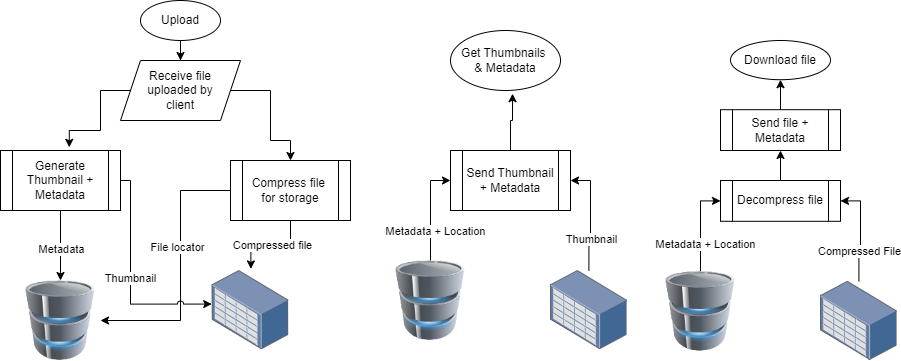 Upload
Receive file
uploaded by
client
Generate
Thumbnail +
Metadata
Compress file
for storage
Metadata
File locator
Compressed file
Thumbnail
Get Thumbnails
& Metadata
Send Thumbnail
+ Metadata
Metadata + Location
Thumbnail
Download file
Send file +
Metadata
Decompress file
Metadata + Location
Compressed File